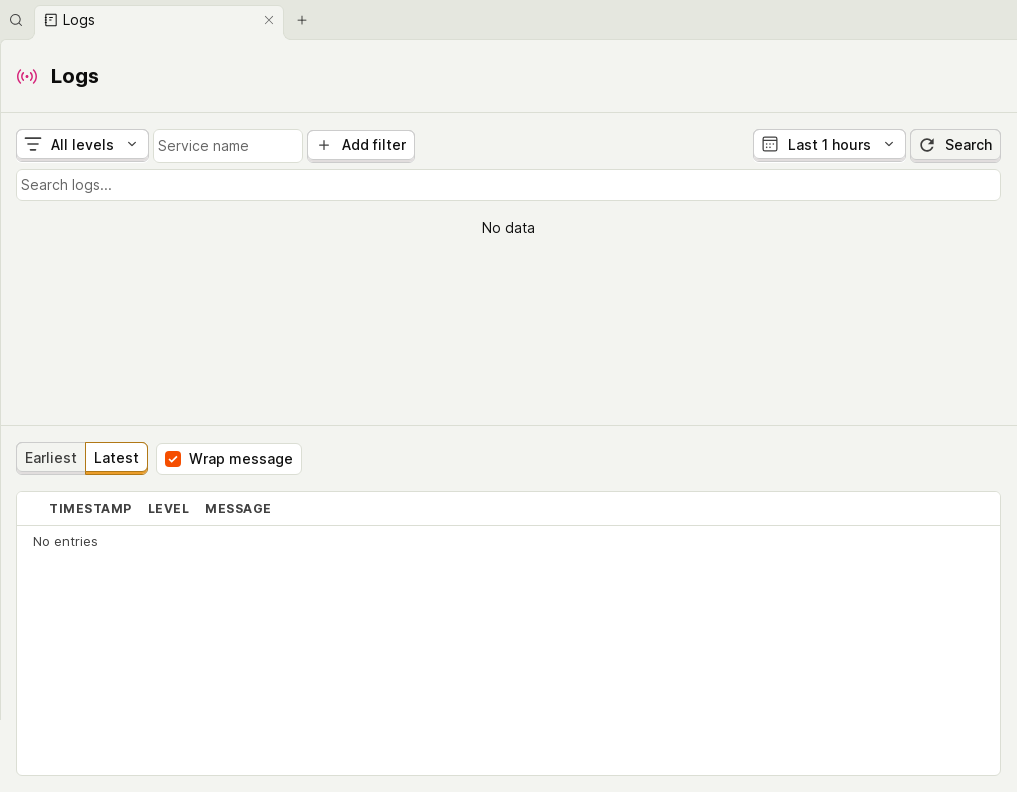 Logs
Logs
All levels
Service name
Add filter
Last 1 hours
Search
Search logs...
No data
Earliest
Latest
Wrap message
TIMESTAMP LEVEL MESSAGE
No entries